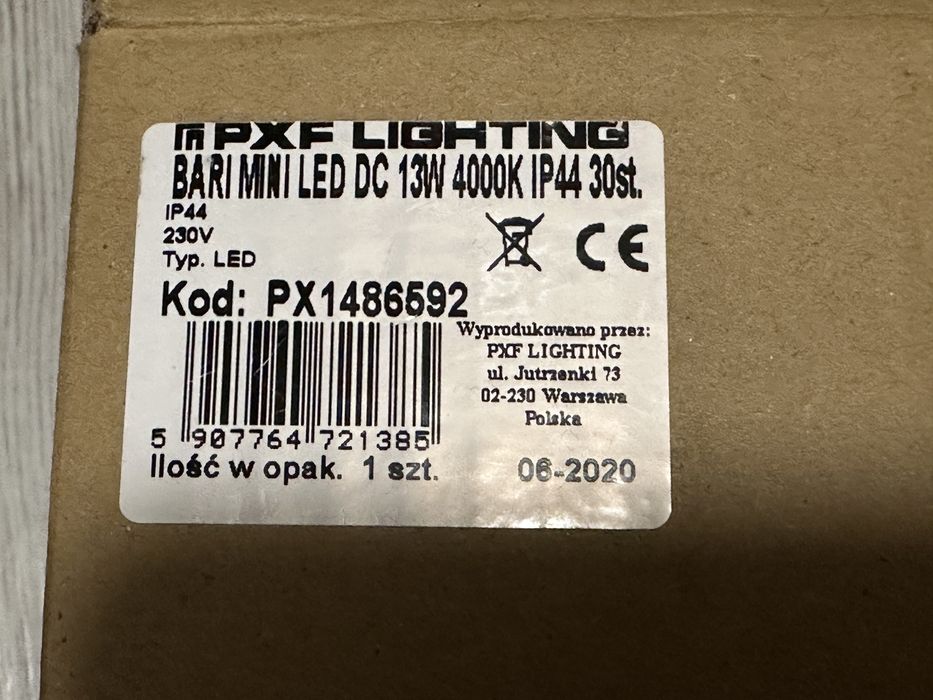 PXF LIGHTING
BARI MINI LED DC 13W 4000K IP44 30st.
IP44
230V
Typ. LED
CE
Kod: PX1486592
Wyprodukowano przez:
PXF LIGHTING
ul. Jutrzenki 73
02-230 Warszawa
Polska
5 907764 721385
Ilość w opak. 1 szt.
06-2020